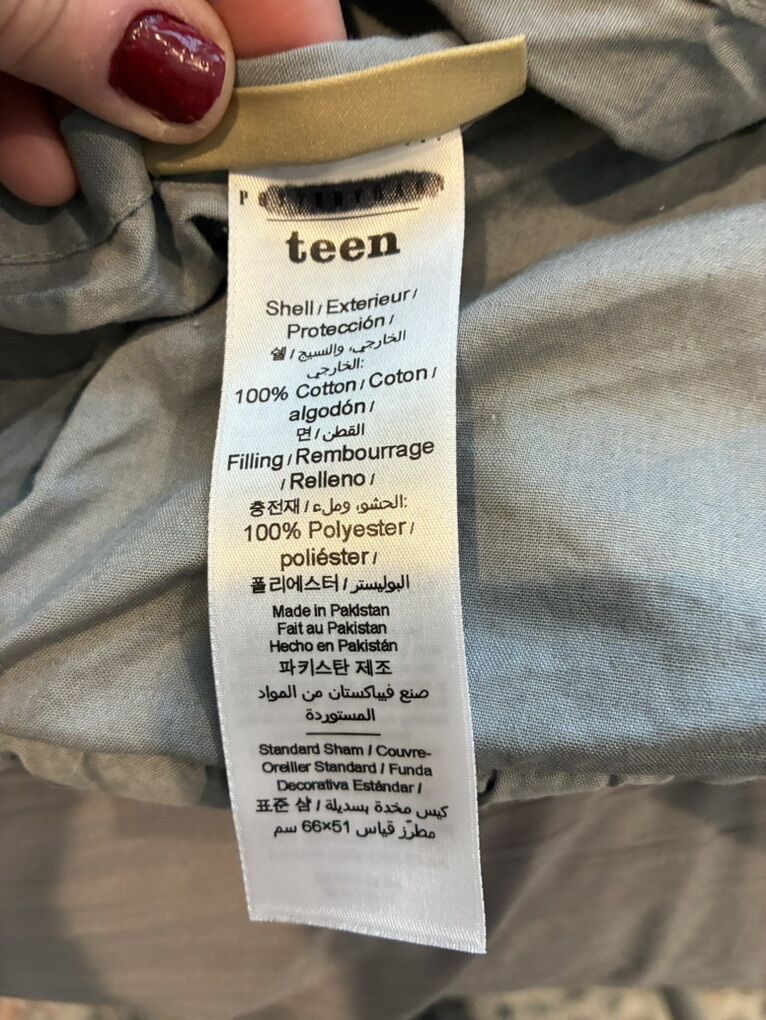 teen
Shell / Exterieur /
Protección /
쉘 / الخارجي، والنسيج
الخارجي:
100% Cotton / Coton /
algodón /
면 / القطن
Filling / Rembourrage
/ Relleno /
충전재 / الحشو، وملء:
100% Polyester /
poliéster /
폴리에스터 / البوليستر
Made in Pakistan
Fait au Pakistan
Hecho en Pakistán
파키스탄 제조
صنع فيباكستان من المواد
المستوردة
Standard Sham / Couvre-
Oreiller Standard / Funda
Decorativa Estándar /
표준 샴 / كيس مخدة بسديلة
مطرّز قياس 51×66 سم